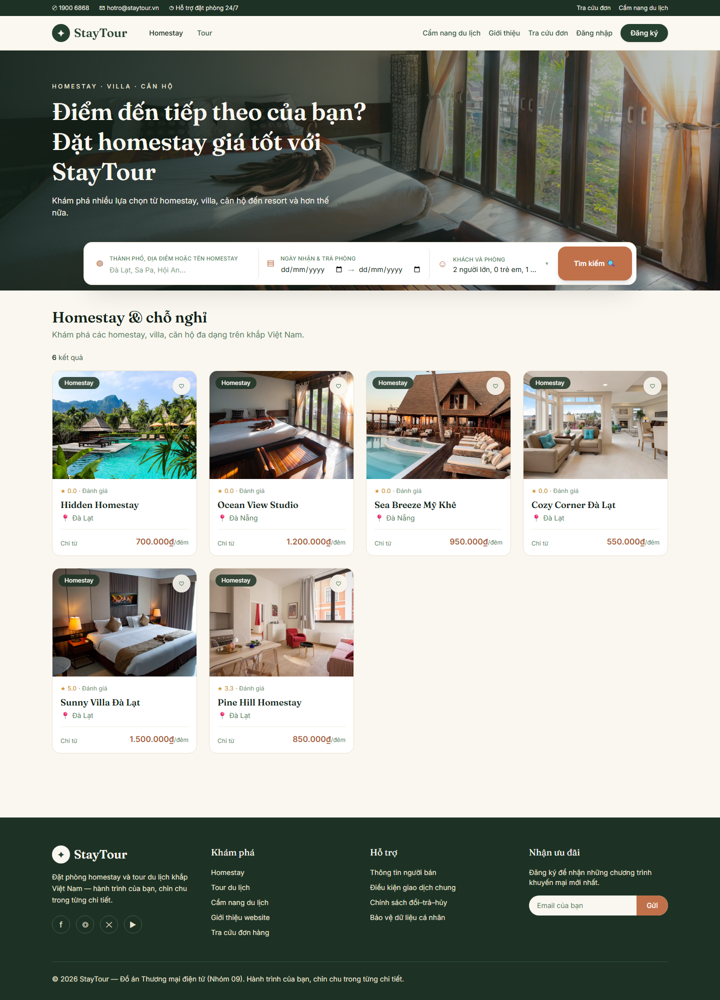 1900 6868
hotro@staytour.vn
Hỗ trợ đặt phòng 24/7
Tra cứu đơn
Cẩm nang du lịch
StayTour
Homestay
Tour
Cẩm nang du lịch
Giới thiệu
Tra cứu đơn
Đăng nhập
Đăng ký
HOMESTAY · VILLA · CĂN HỘ
Điểm đến tiếp theo của bạn?
Đặt homestay giá tốt với
StayTour
Khám phá nhiều lựa chọn từ homestay, villa, căn hộ đến resort và hơn thế
nữa.
THÀNH PHỐ, ĐỊA ĐIỂM HOẶC TÊN HOMESTAY
Đà Lạt, Sa Pa, Hội An...
NGÀY NHẬN & TRẢ PHÒNG
dd/mm/yyyy → dd/mm/yyyy
KHÁCH VÀ PHÒNG
2 người lớn, 0 trẻ em, 1 ...
Tìm kiếm
Homestay & chỗ nghỉ
Khám phá các homestay, villa, căn hộ đa dạng trên khắp Việt Nam.
6 kết quả
Homestay
★ 0.0 · Đánh giá
Hidden Homestay
Đà Lạt
Chỉ từ
700.000₫/đêm
Homestay
★ 0.0 · Đánh giá
Ocean View Studio
Đà Nẵng
Chỉ từ
1.200.000₫/đêm
Homestay
★ 0.0 · Đánh giá
Sea Breeze Mỹ Khê
Đà Nẵng
Chỉ từ
950.000₫/đêm
Homestay
★ 0.0 · Đánh giá
Cozy Corner Đà Lạt
Đà Lạt
Chỉ từ
550.000₫/đêm
Homestay
★ 5.0 · Đánh giá
Sunny Villa Đà Lạt
Đà Lạt
Chỉ từ
1.500.000₫/đêm
Homestay
★ 3.3 · Đánh giá
Pine Hill Homestay
Đà Lạt
Chỉ từ
850.000₫/đêm
StayTour
Đặt phòng homestay và tour du lịch khắp
Việt Nam — hành trình của bạn, chỉn chu
trong từng chi tiết.
Khám phá
Homestay
Tour du lịch
Cẩm nang du lịch
Giới thiệu website
Tra cứu đơn hàng
Hỗ trợ
Thông tin người bán
Điều kiện giao dịch chung
Chính sách đổi–trả–hủy
Bảo vệ dữ liệu cá nhân
Nhận ưu đãi
Đăng ký để nhận những chương trình
khuyến mại mới nhất.
Email của bạn
Gửi
© 2026 StayTour — Đồ án Thương mại điện tử (Nhóm 09). Hành trình của bạn, chỉn chu trong từng chi tiết.